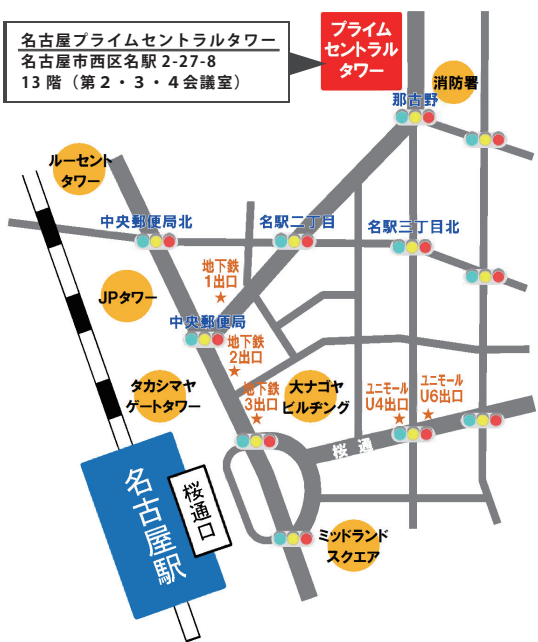 名古屋プライムセントラルタワー
名古屋市西区名駅 2-27-8
13 階（第２・３・４会議室）
プライム
セントラル
タワー
消防署
那古野
ルーセント
タワー
中央郵便局北
名駅二丁目
名駅三丁目北
地下鉄
1出口
★
JPタワー
中央郵便局
地下鉄
2出口
★
タカシマヤ
ゲートタワー
地下鉄
3出口
★
大ナゴヤ
ビルヂング
ユニモール
U4出口
★
ユニモール
U6出口
★
桜通
名古屋駅
桜通口
ミッドランド
スクエア